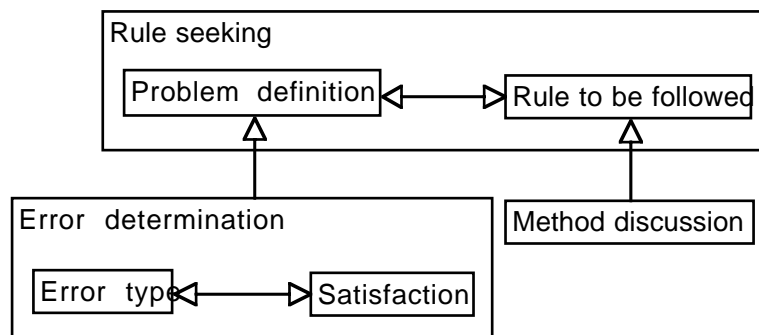 Rule seeking
Problem definition
Rule to be followed
Error determination
Method discussion
Error type
Satisfaction